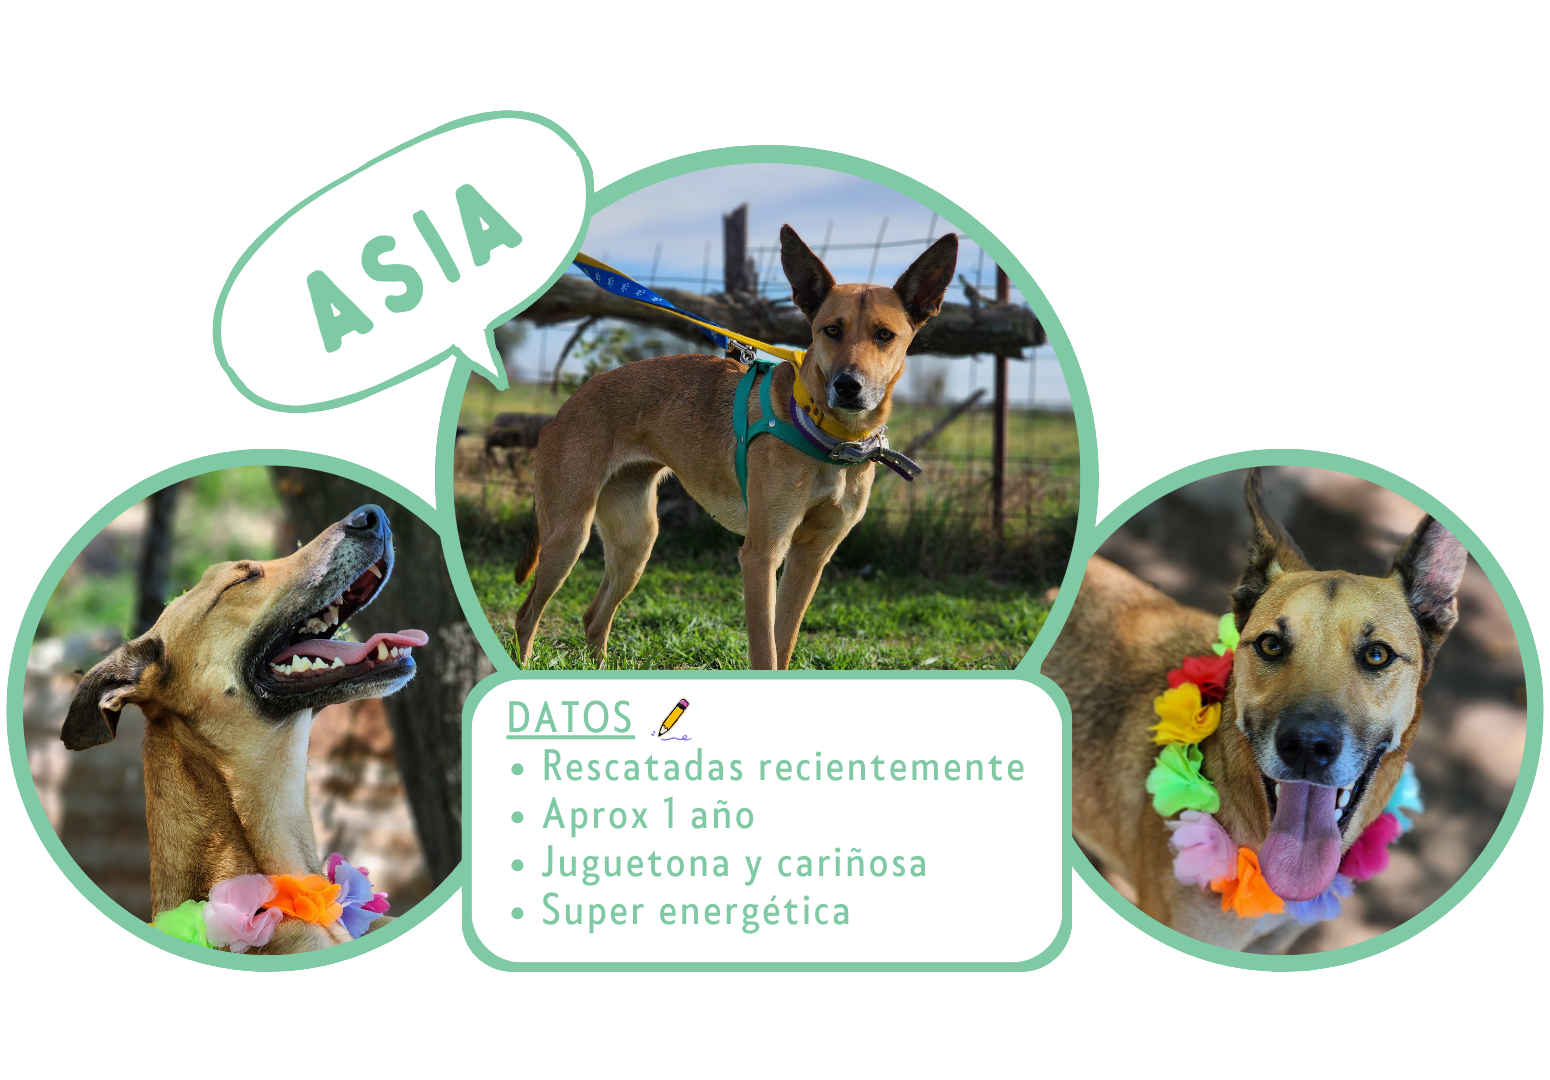 ASIA
DATOS
• Rescatadas recientemente
• Aprox 1 año
• Juguetona y cariñosa
• Super energética